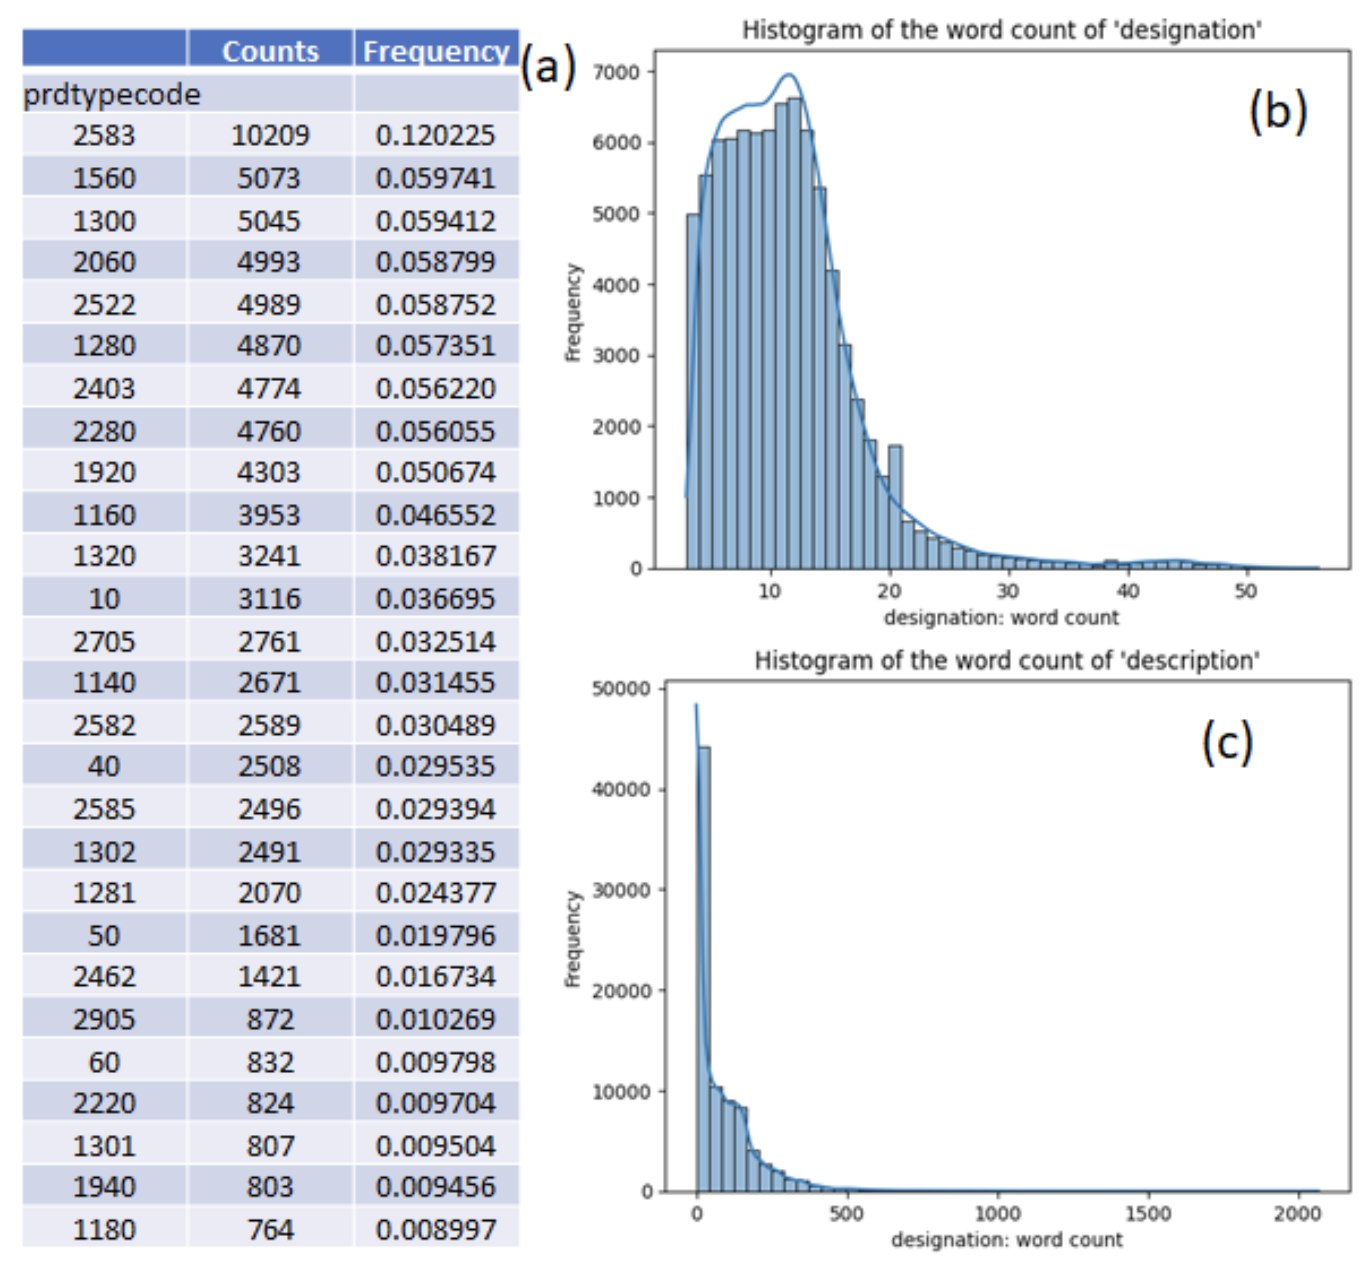 Counts Frequency
prdtypecode
2583 10209 0.120225
1560 5073 0.059741
1300 5045 0.059412
2060 4993 0.058799
2522 4989 0.058752
1280 4870 0.057351
2403 4774 0.056220
2280 4760 0.056055
1920 4303 0.050674
1160 3953 0.046552
1320 3241 0.038167
10 3116 0.036695
2705 2761 0.032514
1140 2671 0.031455
2582 2589 0.030489
40 2508 0.029535
2585 2496 0.029394
1302 2491 0.029335
1281 2070 0.024377
50 1681 0.019796
2462 1421 0.016734
2905 872 0.010269
60 832 0.009798
2220 824 0.009704
1301 807 0.009504
1940 803 0.009456
1180 764 0.008997
(a)
Histogram of the word count of 'designation'
(b)
7000
6000
5000
4000
3000
2000
1000
0
Frequency
10 20 30 40 50
designation: word count
Histogram of the word count of 'description'
(c)
50000
40000
30000
20000
10000
0
Frequency
0 500 1000 1500 2000
designation: word count